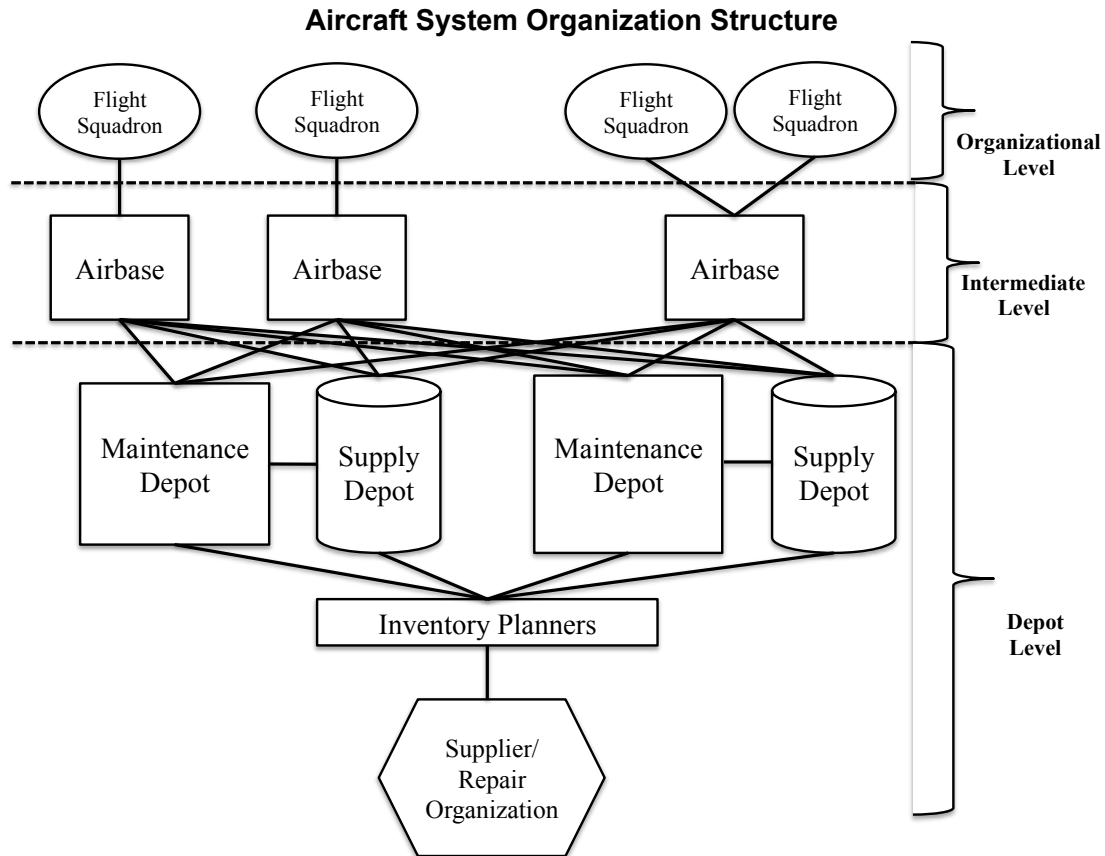 Aircraft System Organization Structure
Flight
Squadron
Flight
Squadron
Flight
Squadron
Flight
Squadron
Organizational
Level
Airbase
Airbase
Airbase
Intermediate
Level
Maintenance
Depot
Supply
Depot
Maintenance
Depot
Supply
Depot
Inventory Planners
Depot
Level
Supplier/
Repair
Organization